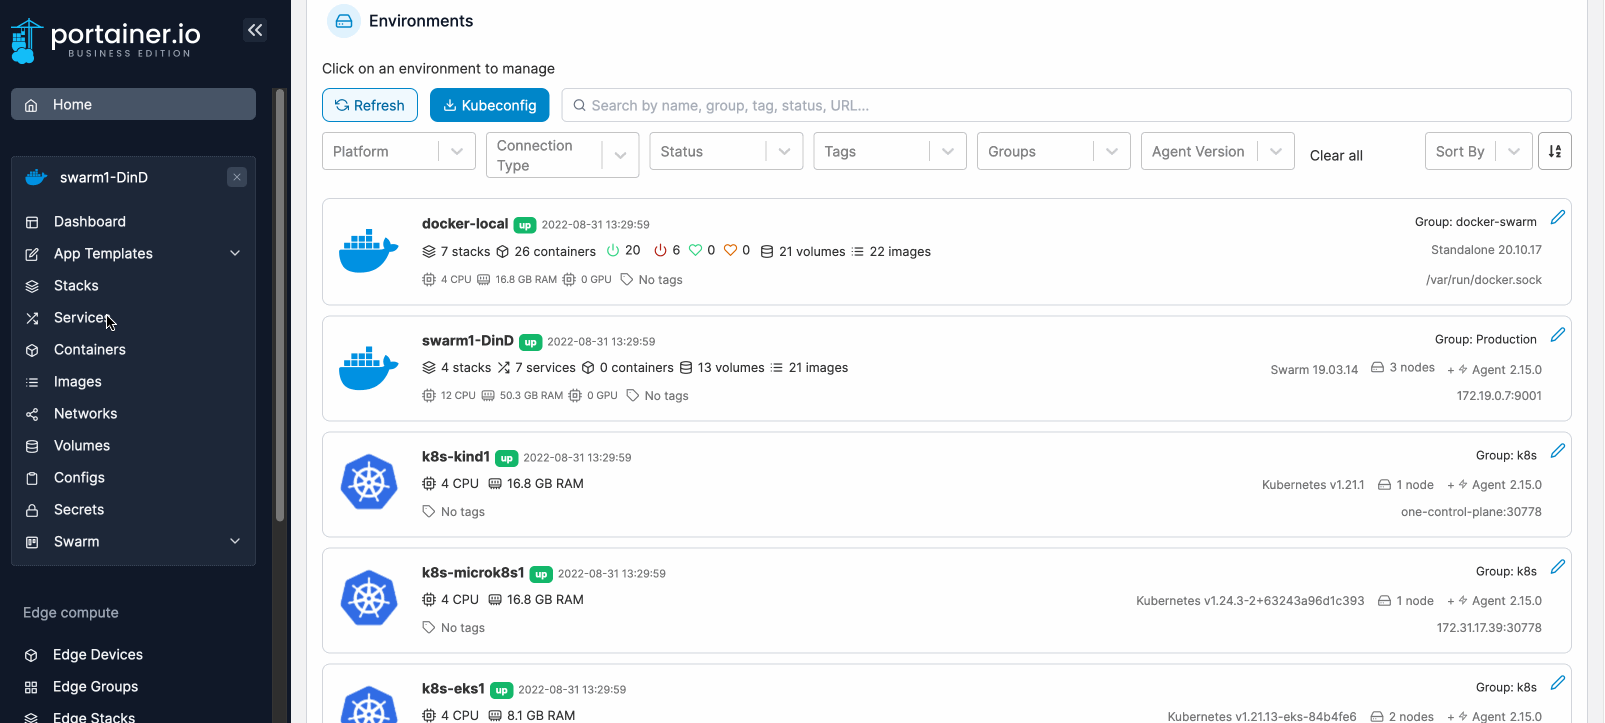 portainer.io
BUSINESS EDITION
Home
swarm1-DinD
Dashboard
App Templates
Stacks
Services
Containers
Images
Networks
Volumes
Configs
Secrets
Swarm
Edge compute
Edge Devices
Edge Groups
Edge Stacks
Environments
Click on an environment to manage
Refresh
Kubeconfig
Search by name, group, tag, status, URL...
Platform
Connection Type
Status
Tags
Groups
Agent Version
Clear all
Sort By
docker-local up 2022-08-31 13:29:59
Group: docker-swarm
7 stacks 26 containers 20 6 0 0 21 volumes 22 images
Standalone 20.10.17
4 CPU 16.8 GB RAM 0 GPU No tags
/var/run/docker.sock
swarm1-DinD up 2022-08-31 13:29:59
Group: Production
4 stacks 7 services 0 containers 13 volumes 21 images
Swarm 19.03.14 3 nodes + Agent 2.15.0
12 CPU 50.3 GB RAM 0 GPU No tags
172.19.0.7:9001
k8s-kind1 up 2022-08-31 13:29:59
Group: k8s
4 CPU 16.8 GB RAM
Kubernetes v1.21.1 1 node + Agent 2.15.0
No tags
one-control-plane:30778
k8s-microk8s1 up 2022-08-31 13:29:59
Group: k8s
4 CPU 16.8 GB RAM
Kubernetes v1.24.3-2+63243a96d1c393 1 node + Agent 2.15.0
No tags
172.31.17.39:30778
k8s-eks1 up 2022-08-31 13:29:59
Group: k8s
4 CPU 8.1 GB RAM
Kubernetes v1.21.13-eks-84b4fe6 2 nodes + Agent 2.15.0